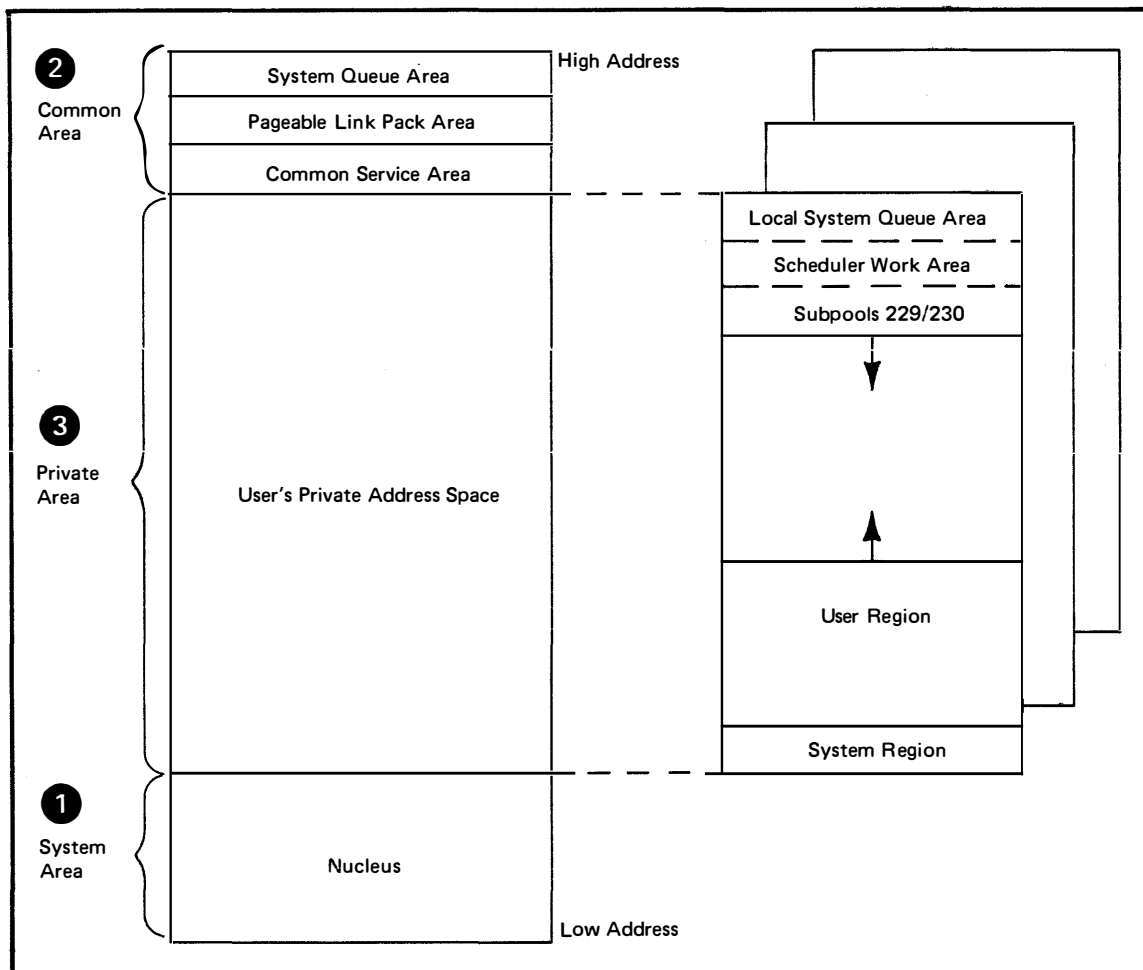 2
Common
Area
System Queue Area
Pageable Link Pack Area
Common Service Area
High Address
3
Private
Area
User's Private Address Space
Local System Queue Area
Scheduler Work Area
Subpools 229/230
User Region
System Region
1
System
Area
Nucleus
Low Address